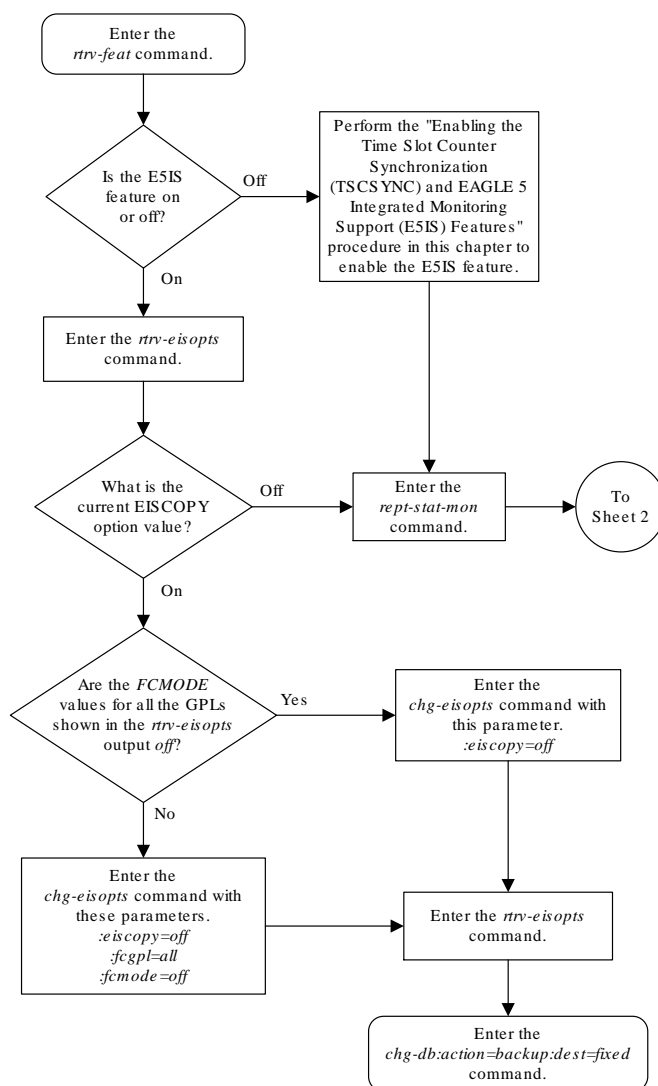 Enter the
rtrv-feat
command.
Is the E5IS
feature on
or off?
Off
Perform the "Enabling the
Time Slot Counter
Synchronization
(TSCSYNC) and EAGLE 5
Integrated Monitoring
Support (E5IS) Features"
procedure in this chapter to
enable the E5IS feature.
On
Enter the rtrv-eisopts
command.
What is the
current EISCOPY
option value?
Off
Enter the
rept-stat-mon
command.
To
Sheet 2
On
Are the FCMODE
values for all the GPLs
shown in the rtrv-eisopts
output off?
Yes
Enter the
chg-eisopts command with
this parameter.
:eiscopy=off
No
Enter the
chg-eisopts command with
these parameters.
:eiscopy=off
:fcgpl=all
:fcmode=off
Enter the rtrv-eisopts
command.
Enter the
chg-db:action=backup:dest=fixed
command.